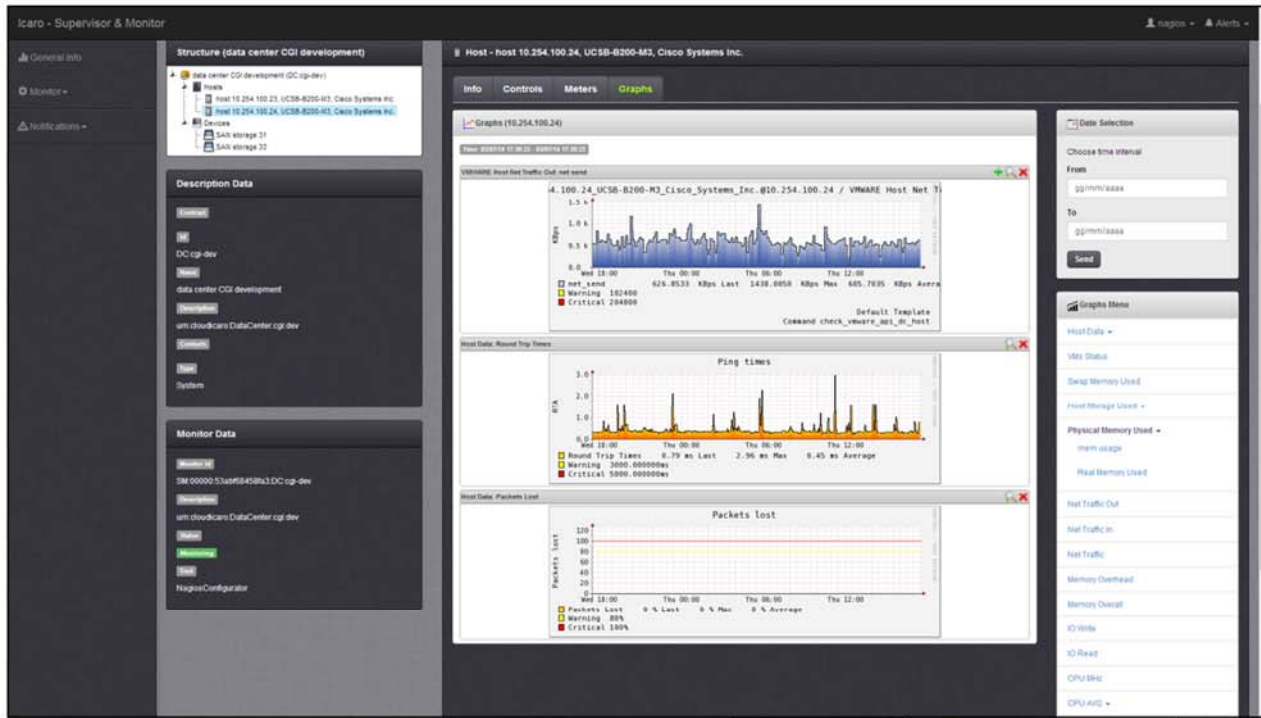 Icaro - Supervisor & Monitor
nagios
Alerts
General Info
Monitor
Notifications
Structure (data center CGI development)
data center CGI development (DC:cgi-dev)
Hosts
host 10.254.100.23, UCSB-B200-M3, Cisco Systems Inc.
host 10.254.100.24, UCSB-B200-M3, Cisco Systems Inc.
Devices
SAN storage 31
SAN storage 33
Description Data
Contract
Id
DC:cgi-dev
Name
data center CGI development
Description
urn:cloudicaro:DataCenter:cgi:dev
Contacts
Type
System
Monitor Data
Monitor Id
Description
urn:cloudicaro:DataCenter:cgi:dev
Status
Monitoring
Tool
NagiosConfigurator
Host - host 10.254.100.24, UCSB-B200-M3, Cisco Systems Inc.
Info
Controls
Meters
Graphs
Graphs (10.254.100.24)
VMWARE Host Net Traffic Out: net send
4.100.24_UCSB-B200-M3_Cisco_Systems_Inc.@10.254.100.24 / VMWARE Host Net T
KBps
1.5 k
1.0 k
0.5 k
0.0
Wed 18:00 Thu 00:00 Thu 06:00 Thu 12:00
net_send 626.8533 KBps Last 1438.0050 KBps Max 605.7035 KBps Avera
Warning 102400
Critical 204800
Default Template
Command check_vmware_api_dc_host
Host Data: Round Trip Times
Ping times
RTA
3.0
2.0
1.0
0.0
Wed 18:00 Thu 00:00 Thu 06:00 Thu 12:00
Round Trip Times 0.79 ms Last 2.96 ms Max 0.45 ms Average
Warning 3000.000000ms
Critical 5000.000000ms
Host Data: Packets Lost
Packets lost
Packets lost
120
100
80
60
40
20
0
Wed 18:00 Thu 00:00 Thu 06:00 Thu 12:00
Packets Lost 0 % Last 0 % Max 0 % Average
Warning 80%
Critical 100%
Date Selection
Choose time interval
From
gg/mm/aaaa
To
gg/mm/aaaa
Send
Graphs Menu
Host Data
VMs Status
Swap Memory Used
Host Storage Used
Physical Memory Used
mem usage
Real Memory Used
Net Traffic Out
Net Traffic In
Net Traffic
Memory Overhead
Memory Overall
IO Write
IO Read
CPU MHz
CPU AVG